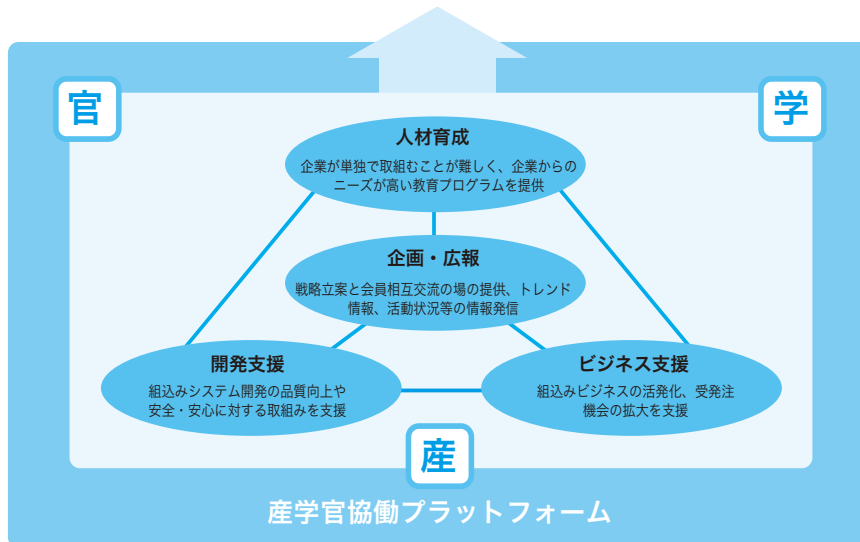 官
学
人材育成
企業が単独で取組むことが難しく、企業からの
ニーズが高い教育プログラムを提供
企画・広報
戦略立案と会員相互交流の場の提供、トレンド
情報、活動状況等の情報発信
開発支援
組込みシステム開発の品質向上や
安全・安心に対する取組みを支援
ビジネス支援
組込みビジネスの活発化、受発注
機会の拡大を支援
産
産学官協働プラットフォーム